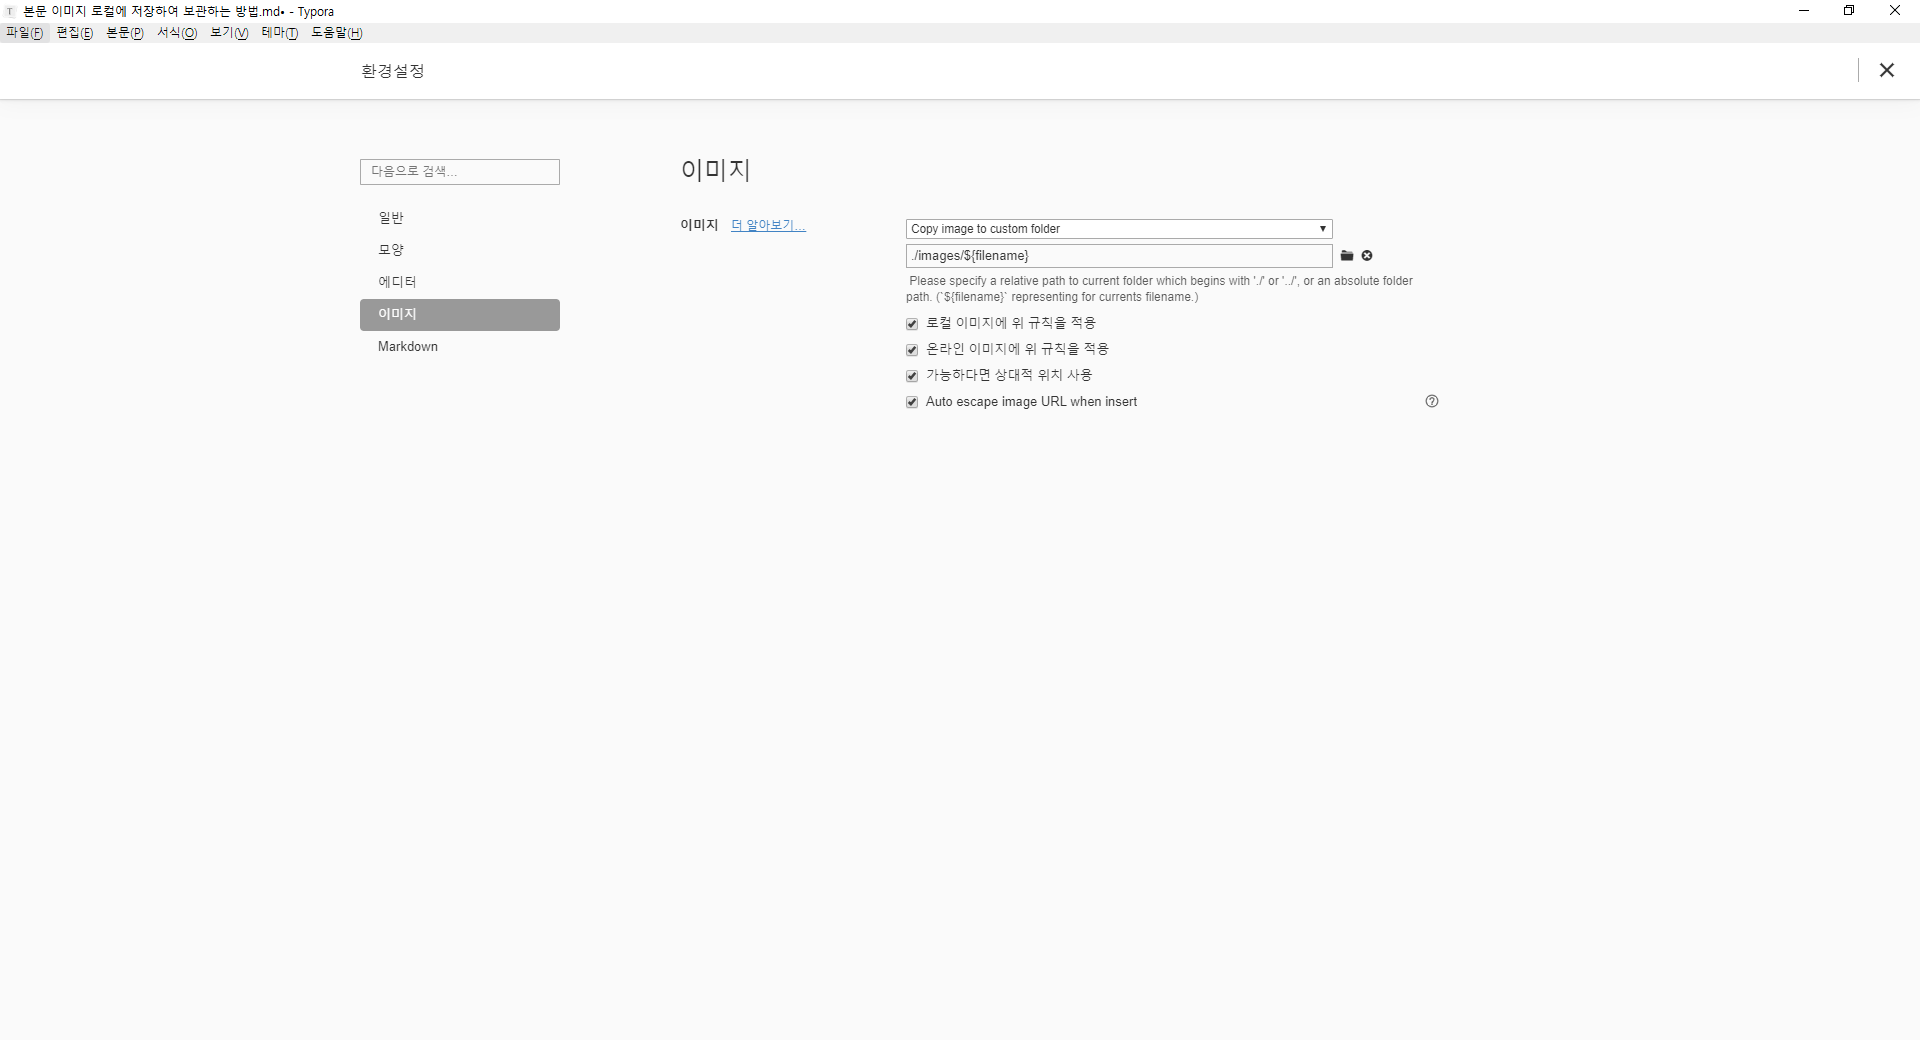 T 본문 이미지 로컬에 저장하여 보관하는 방법.md• - Typora
파일(F) 편집(E) 본문(P) 서식(O) 보기(V) 테마(T) 도움말(H)
환경설정
다음으로 검색...
일반
모양
에디터
이미지
Markdown
이미지
이미지 더 알아보기...
Copy image to custom folder
./images/${filename}
Please specify a relative path to current folder which begins with './' or '../', or an absolute folder
path. (`${filename}` representing for currents filename.)
로컬 이미지에 위 규칙을 적용
온라인 이미지에 위 규칙을 적용
가능하다면 상대적 위치 사용
Auto escape image URL when insert